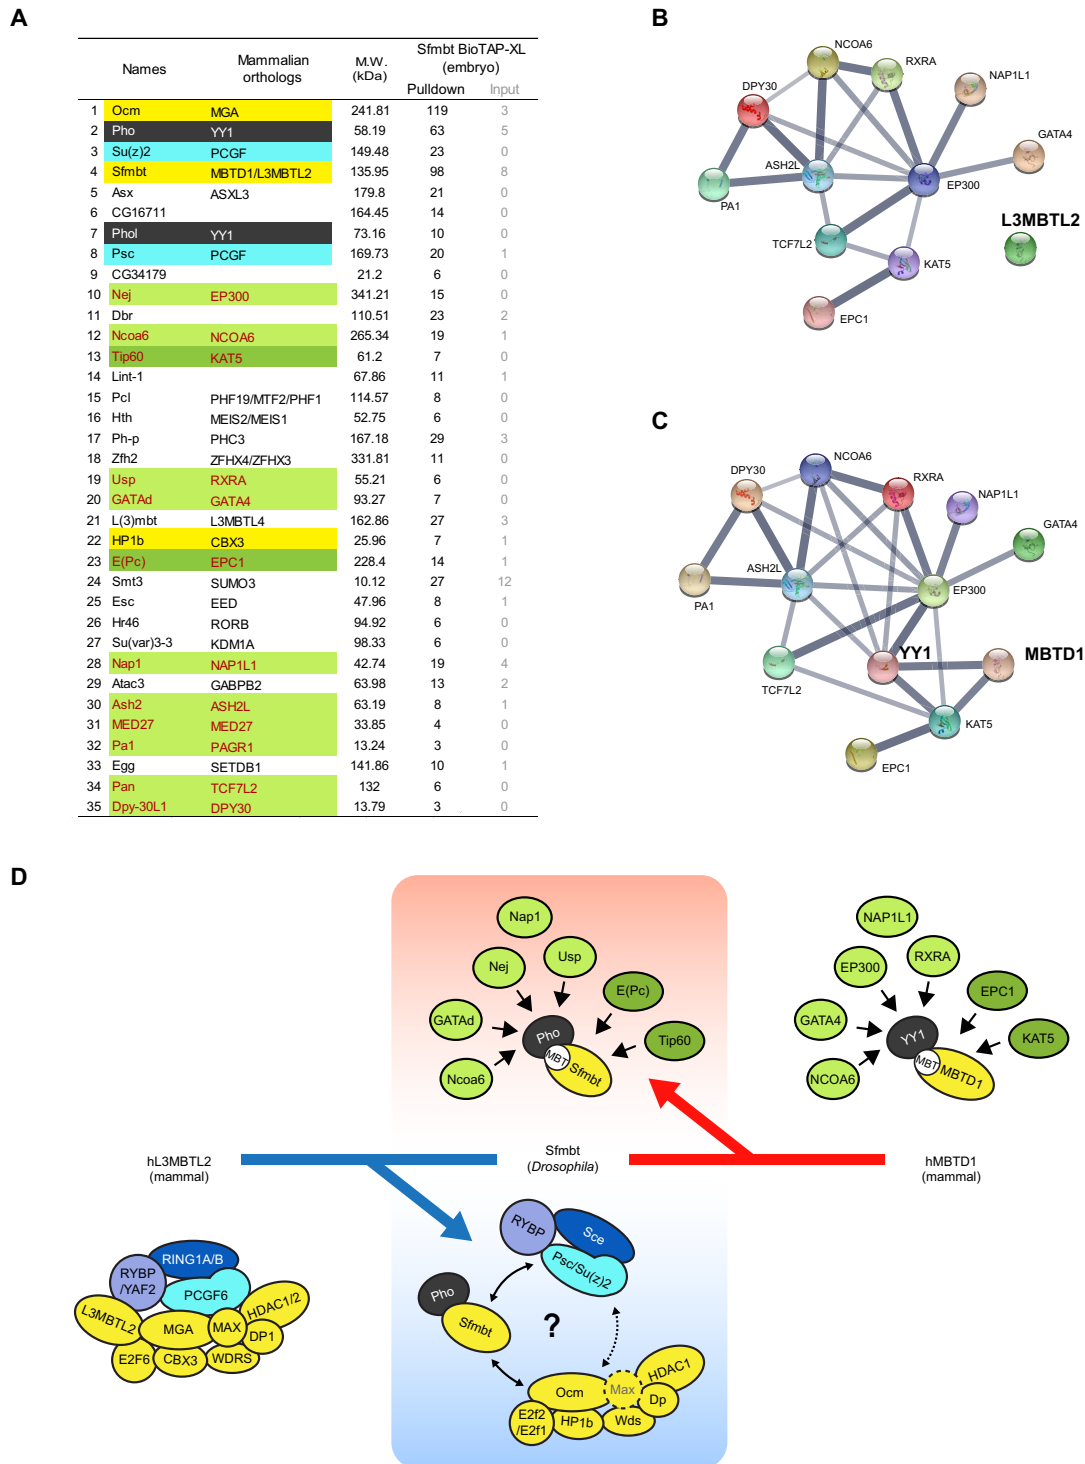 A
Names
Mammalian
orthologs
M.W.
(kDa)
Sfmbt BioTAP-XL
(embryo)
Pulldown Input
1 Ocm MGA 241.81 119 3
2 Pho YY1 58.19 63 5
3 Su(z)2 PCGF 149.48 23 0
4 Sfmbt MBTD1/L3MBTL2 135.95 98 8
5 Asx ASXL3 179.8 21 0
6 CG16711 164.45 14 0
7 Phol YY1 73.16 10 0
8 Psc PCGF 169.73 20 1
9 CG34179 21.2 6 0
10 Nej EP300 341.21 15 0
11 Dbr 110.51 23 2
12 Ncoa6 NCOA6 265.34 19 1
13 Tip60 KAT5 61.2 7 0
14 Lint-1 67.86 11 1
15 Pcl PHF19/MTF2/PHF1 114.57 8 0
16 Hth MEIS2/MEIS1 52.75 6 0
17 Ph-p PHC3 167.18 29 3
18 Zfh2 ZFHX4/ZFHX3 331.81 11 0
19 Usp RXRA 55.21 6 0
20 GATAd GATA4 93.27 7 0
21 L(3)mbt L3MBTL4 162.86 27 3
22 HP1b CBX3 25.96 7 1
23 E(Pc) EPC1 228.4 14 1
24 Smt3 SUMO3 10.12 27 12
25 Esc EED 47.96 8 1
26 Hr46 RORB 94.92 6 0
27 Su(var)3-3 KDM1A 98.33 6 0
28 Nap1 NAP1L1 42.74 19 4
29 Atac3 GABPB2 63.98 13 2
30 Ash2 ASH2L 63.19 8 1
31 MED27 MED27 33.85 4 0
32 Pa1 PAGR1 13.24 3 0
33 Egg SETDB1 141.86 10 1
34 Pan TCF7L2 132 6 0
35 Dpy-30L1 DPY30 13.79 3 0
B
NCOA6
RXRA
NAP1L1
DPY30
GATA4
ASH2L
EP300
PA1
L3MBTL2
TCF7L2
KAT5
EPC1
C
NCOA6
DPY30
RXRA
NAP1L1
GATA4
ASH2L
EP300
PA1
YY1
MBTD1
TCF7L2
KAT5
EPC1
D
Nap1
Nej
Usp
E(Pc)
GATAd
Pho
Tip60
MBT
Sfmbt
Ncoa6
NAP1L1
EP300
RXRA
EPC1
GATA4
YY1
KAT5
MBT
MBTD1
NCOA6
hL3MBTL2
(mammal)
Sfmbt
(Drosophila)
hMBTD1
(mammal)
RING1A/B
RYBP
/YAF2
PCGF6
L3MBTL2
MGA
MAX
HDAC1/2
DP1
E2F6
CBX3
WDRS
RYBP
Sce
Psc/Su(z)2
Pho
Sfmbt
?
Ocm
Max
HDAC1
Dp
E2f2
/E2f1
HP1b
Wds